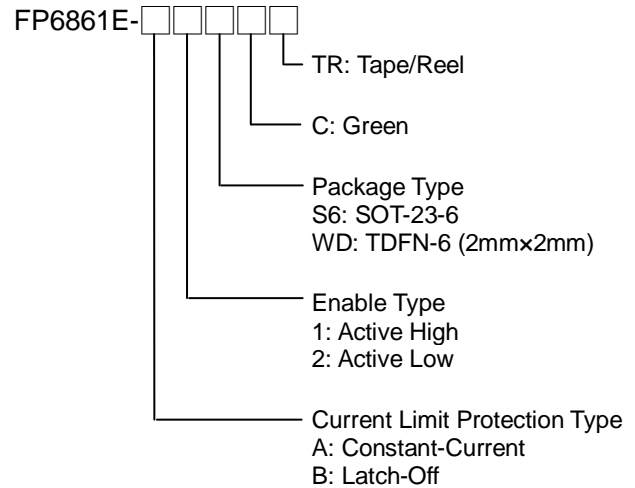 FP6861E-
TR: Tape/Reel
C: Green
Package Type
S6: SOT-23-6
WD: TDFN-6 (2mm×2mm)
Enable Type
1: Active High
2: Active Low
Current Limit Protection Type
A: Constant-Current
B: Latch-Off